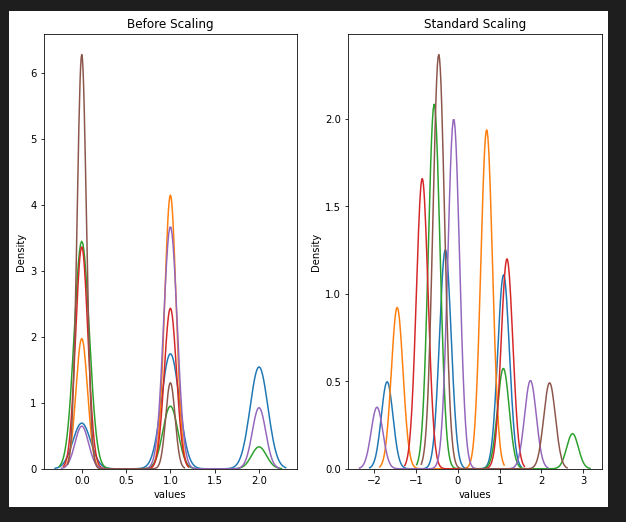 Before Scaling
Standard Scaling
Density
6
5
4
3
2
1
0
0.0 0.5 1.0 1.5 2.0
values
Density
2.0
1.5
1.0
0.5
0.0
−2 −1 0 1 2 3
values